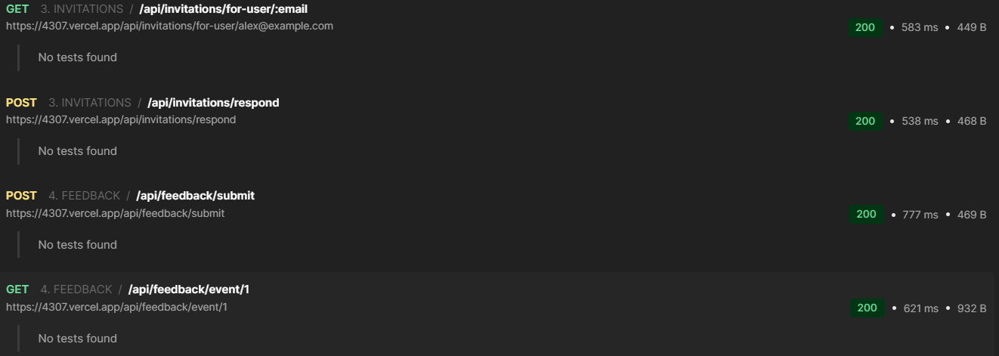 GET 3. INVITATIONS / /api/invitations/for-user/:email
https://4307.vercel.app/api/invitations/for-user/alex@example.com
200 • 583 ms • 449 B
No tests found
POST 3. INVITATIONS / /api/invitations/respond
https://4307.vercel.app/api/invitations/respond
200 • 538 ms • 468 B
No tests found
POST 4. FEEDBACK / /api/feedback/submit
https://4307.vercel.app/api/feedback/submit
200 • 777 ms • 469 B
No tests found
GET 4. FEEDBACK / /api/feedback/event/1
https://4307.vercel.app/api/feedback/event/1
200 • 621 ms • 932 B
No tests found